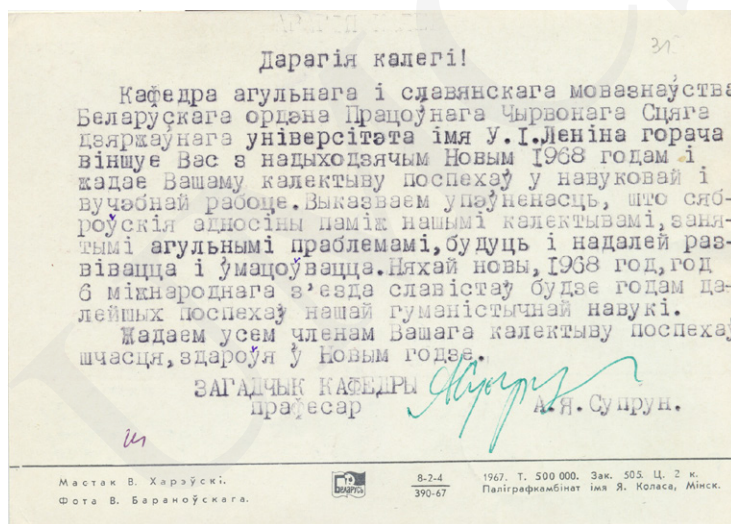 31
Дарагія калегі!
Кафедра агульнага і славянскага мовазнаўства
Беларускага ордэна Працоўнага Чырвонага Сцяга
дзяржаўнага універсітэта імя У.І.Леніна горача
віншуе Вас з надыходзячым Новым 1968 годам і
жадае Вашаму калектыву поспехаў у навуковай і
вучэбнай рабоце.Выказваем упаўненасць, што сяб-
роўскія адносіны паміж нашымі калектывамі,заня-
тымі агульнымі праблемамі,будуць і надалей раз-
вівацца і ўмацоўвацца.Няхай новы,1968 год,год
6 міжнароднага з'езда славістаў будзе годам да-
лейшых поспехаў нашай гуманістычнай навукі.
Жадаем усем членам Вашага калектыву поспехаў
шчасця,здароўя ў Новым годзе.
ЗАГАДЧЫК КАФЕДРЫ
прафесар А.Я.Супрун.
Мастак В. Харэўскі.
Фота В. Бараноўскага.
БЕЛАРУСЬ
8-2-4
390-67
1967. Т. 500 000. Зак. 505. Ц. 2 к.
Паліграфкамбінат імя Я. Коласа, Мінск.